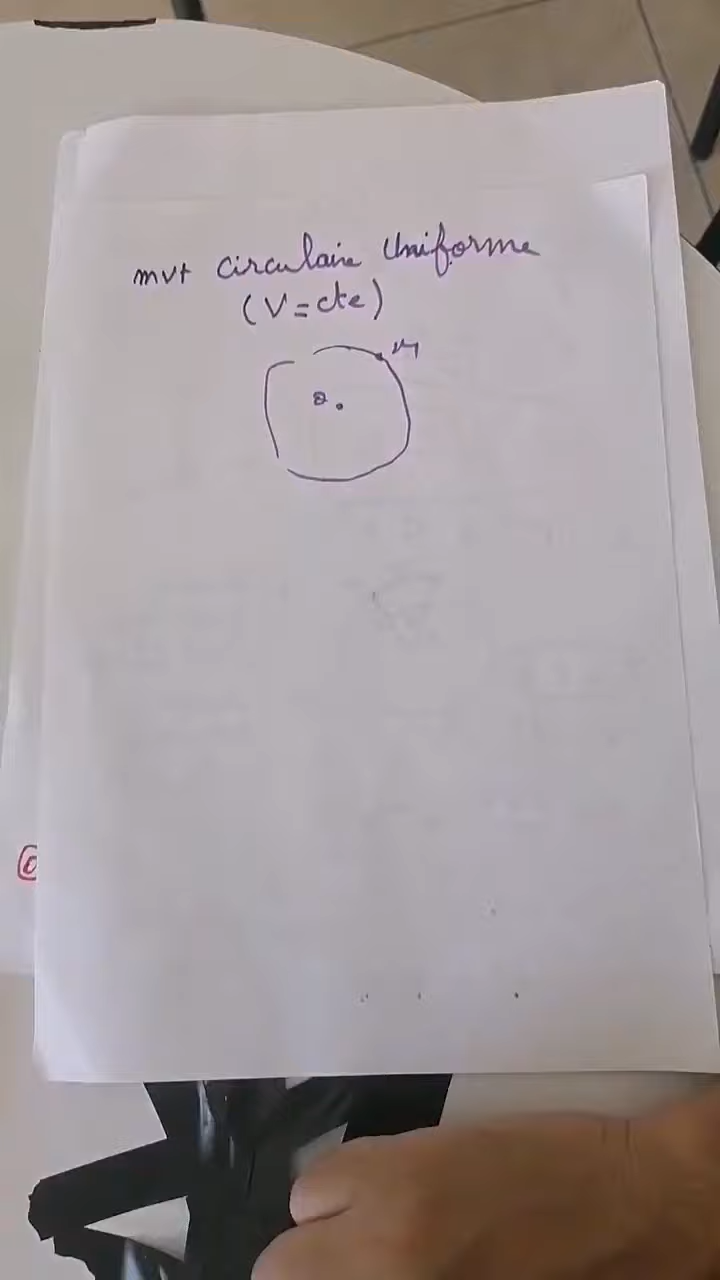 mvt circulaire Uniforme
(V = cte)
M
O